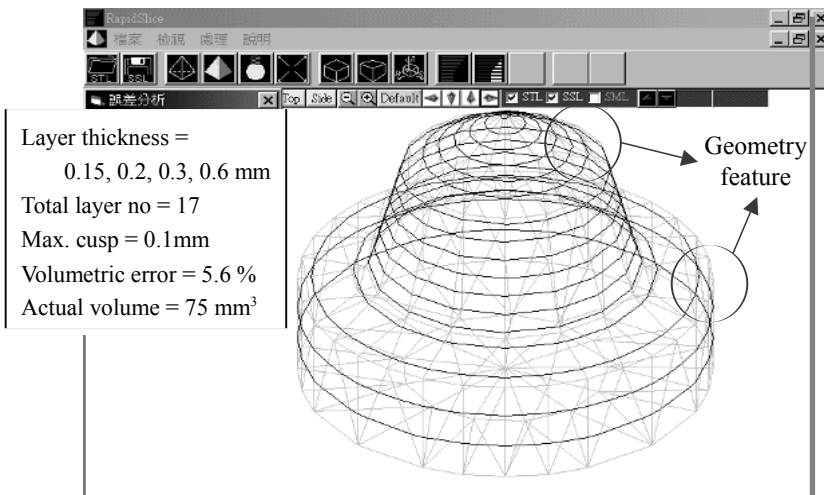 RapidSlice
檔案 檢視 處理 說明
STL SSL
誤差分析
Top Side Default STL SSL SML
Layer thickness =
0.15, 0.2, 0.3, 0.6 mm
Total layer no = 17
Max. cusp = 0.1mm
Volumetric error = 5.6 %
Actual volume = 75 mm³
Geometry
feature